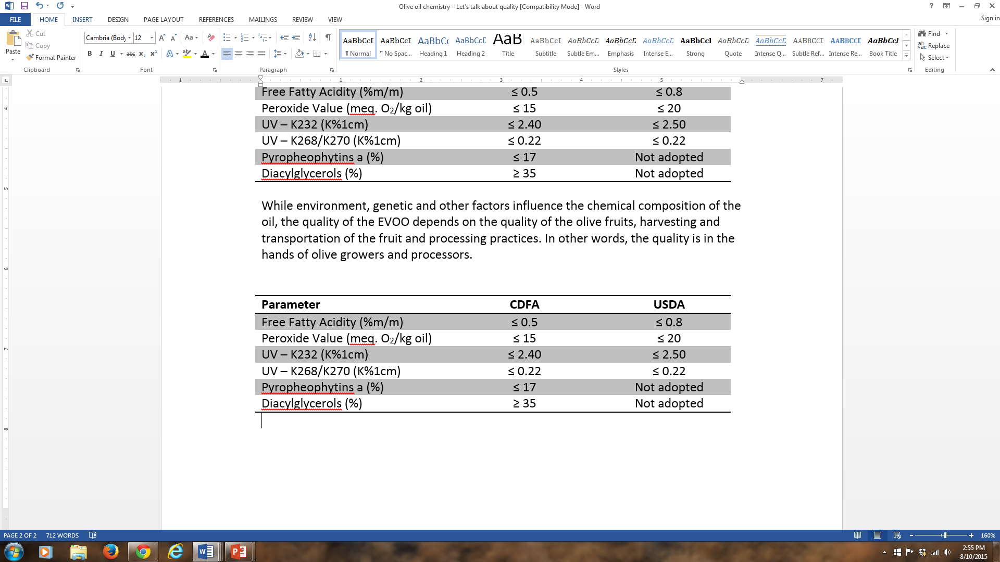 Olive oil chemistry – Let's talk about quality [Compatibility Mode] - Word
Sign in
FILE HOME INSERT DESIGN PAGE LAYOUT REFERENCES MAILINGS REVIEW VIEW
Paste
Cut
Copy
Format Painter
Clipboard
Cambria (Body 12
Font
Paragraph
AaBbCcI AaBbCcI AaBbCc AaBbCcD AaB AaBbCcI AaBbCcD AaBbCcD AaBbCcD AaBbCcl AaBbCcD AaBbCcD AABBCCD AABBCCD AaBbCcl
¶ Normal ¶ No Spac... Heading 1 Heading 2 Title Subtitle Subtle Em... Emphasis Intense E... Strong Quote Intense Q... Subtle Ref... Intense Re... Book Title
Styles
Find
Replace
Select
Editing
1 1 2 3 4 5 7
4
5
6
7
8
Free Fatty Acidity (%m/m) ≤ 0.5 ≤ 0.8
Peroxide Value (meq. O₂/kg oil) ≤ 15 ≤ 20
UV – K232 (K%1cm) ≤ 2.40 ≤ 2.50
UV – K268/K270 (K%1cm) ≤ 0.22 ≤ 0.22
Pyropheophytins a (%) ≤ 17 Not adopted
Diacylglycerols (%) ≥ 35 Not adopted
While environment, genetic and other factors influence the chemical composition of the
oil, the quality of the EVOO depends on the quality of the olive fruits, harvesting and
transportation of the fruit and processing practices. In other words, the quality is in the
hands of olive growers and processors.
Parameter CDFA USDA
Free Fatty Acidity (%m/m) ≤ 0.5 ≤ 0.8
Peroxide Value (meq. O₂/kg oil) ≤ 15 ≤ 20
UV – K232 (K%1cm) ≤ 2.40 ≤ 2.50
UV – K268/K270 (K%1cm) ≤ 0.22 ≤ 0.22
Pyropheophytins a (%) ≤ 17 Not adopted
Diacylglycerols (%) ≥ 35 Not adopted
PAGE 2 OF 2 712 WORDS 160%
2:55 PM
8/10/2015